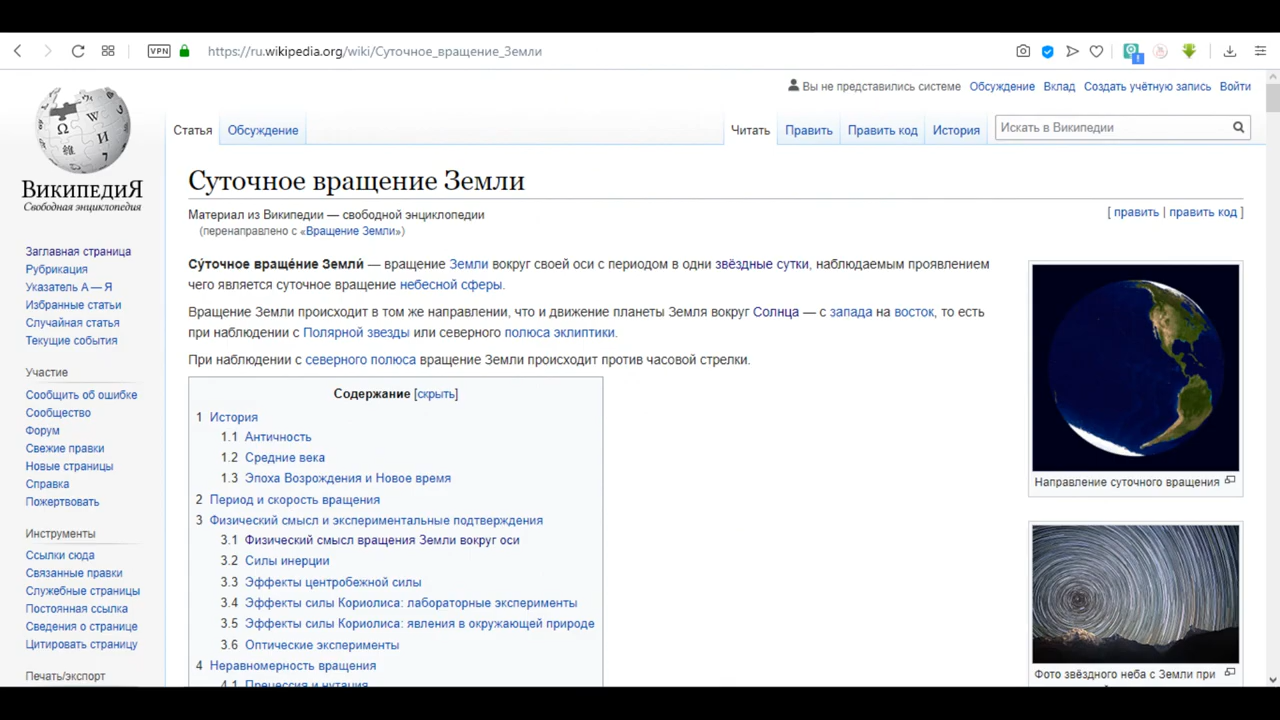 VPN
https://ru.wikipedia.org/wiki/Суточное_вращение_Земли
Вы не представились системе Обсуждение Вклад Создать учётную запись Войти
Статья Обсуждение Читать Править Править код История Искать в Википедии
ВикипедиЯ
Свободная энциклопедия
Заглавная страница
Рубрикация
Указатель А — Я
Избранные статьи
Случайная статья
Текущие события
Участие
Сообщить об ошибке
Сообщество
Форум
Свежие правки
Новые страницы
Справка
Пожертвовать
Инструменты
Ссылки сюда
Связанные правки
Служебные страницы
Постоянная ссылка
Сведения о странице
Цитировать страницу
Печать/экспорт
Суточное вращение Земли
Материал из Википедии — свободной энциклопедии
[ править | править код ]
(перенаправлено с «Вращение Земли»)
Су́точное враще́ние Земли́ — вращение Земли вокруг своей оси с периодом в одни звёздные сутки, наблюдаемым проявлением
чего является суточное вращение небесной сферы.
Вращение Земли происходит в том же направлении, что и движение планеты Земля вокруг Солнца — с запада на восток, то есть
при наблюдении с Полярной звезды или северного полюса эклиптики.
При наблюдении с северного полюса вращение Земли происходит против часовой стрелки.
Содержание [скрыть]
1 История
1.1 Античность
1.2 Средние века
1.3 Эпоха Возрождения и Новое время
2 Период и скорость вращения
3 Физический смысл и экспериментальные подтверждения
3.1 Физический смысл вращения Земли вокруг оси
3.2 Силы инерции
3.3 Эффекты центробежной силы
3.4 Эффекты силы Кориолиса: лабораторные эксперименты
3.5 Эффекты силы Кориолиса: явления в окружающей природе
3.6 Оптические эксперименты
4 Неравномерность вращения
4.1 Прецессия и нутация
Направление суточного вращения
Фото звёздного неба с Земли при